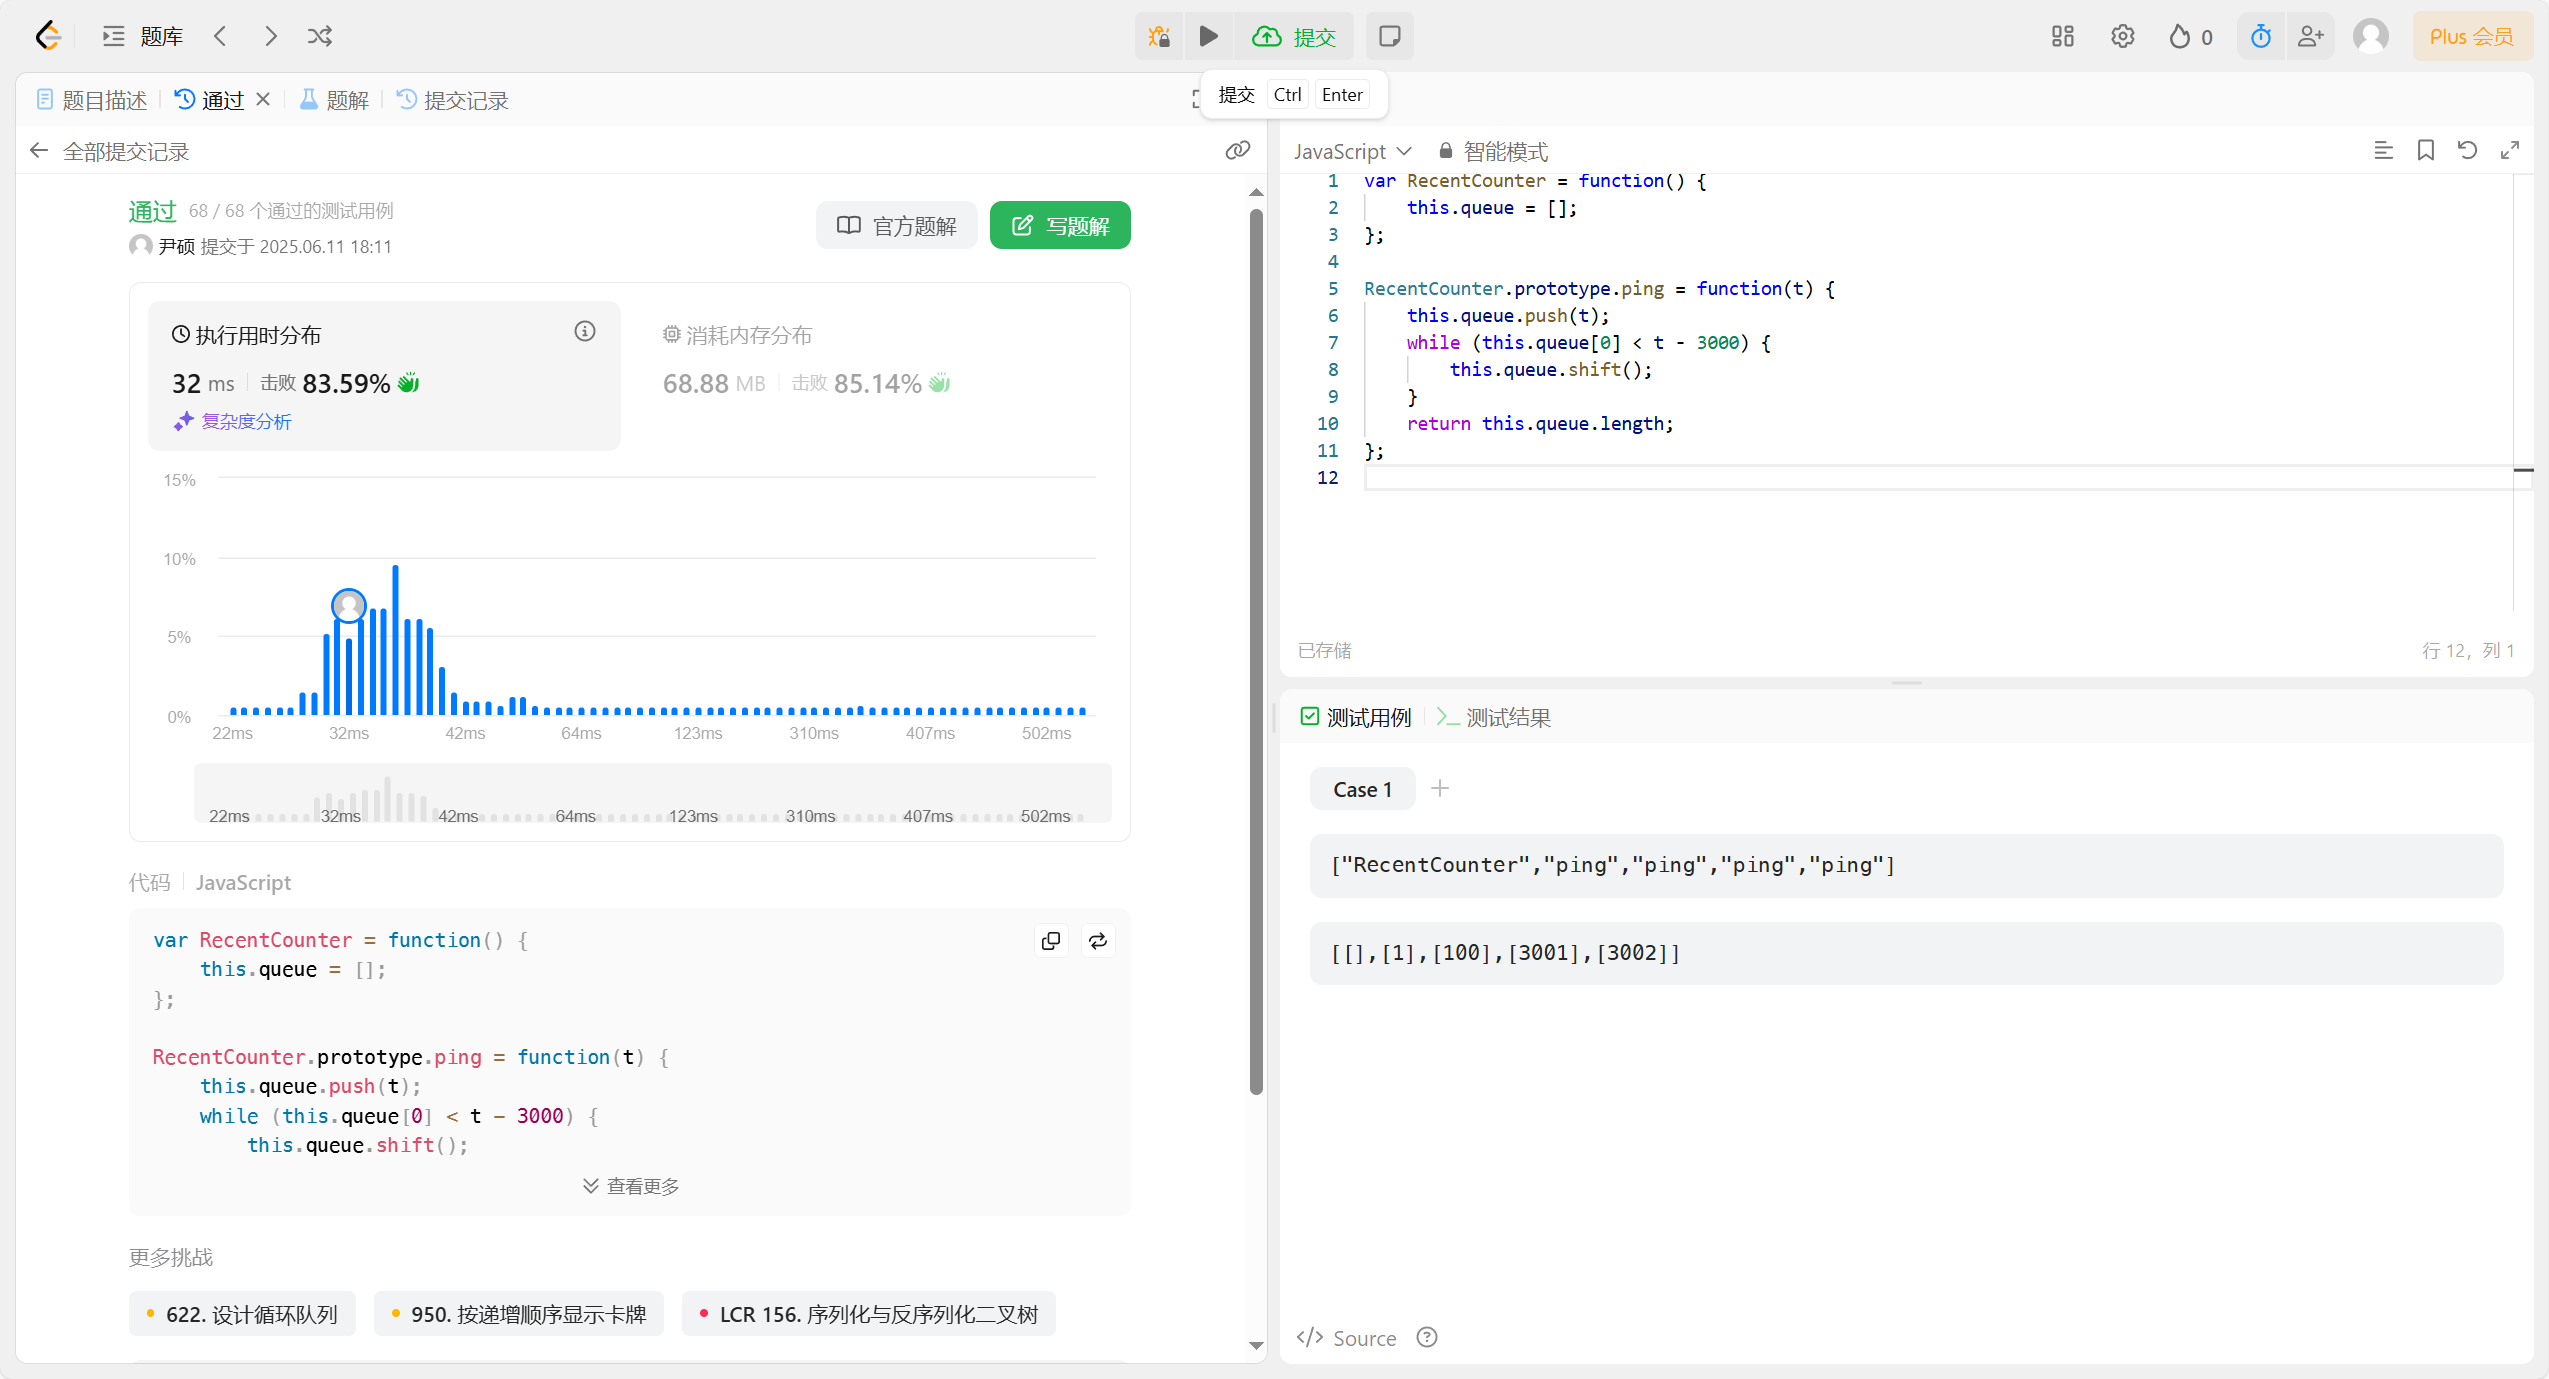 题库
提交
0
Plus 会员
提交 Ctrl Enter
题目描述
通过
题解
提交记录
全部提交记录
通过 68 / 68 个通过的测试用例
尹硕 提交于 2025.06.11 18:11
官方题解
写题解
执行用时分布
32 ms 击败 83.59%
复杂度分析
消耗内存分布
68.88 MB 击败 85.14%
15%
10%
5%
0%
22ms 32ms 42ms 64ms 123ms 310ms 407ms 502ms
22ms 32ms 42ms 64ms 123ms 310ms 407ms 502ms
代码 JavaScript
var RecentCounter = function() {
    this.queue = [];
};
RecentCounter.prototype.ping = function(t) {
    this.queue.push(t);
    while (this.queue[0] < t - 3000) {
        this.queue.shift();
查看更多
更多挑战
622. 设计循环队列
950. 按递增顺序显示卡牌
LCR 156. 序列化与反序列化二叉树
JavaScript
智能模式
1 var RecentCounter = function() {
2     this.queue = [];
3 };
4
5 RecentCounter.prototype.ping = function(t) {
6     this.queue.push(t);
7     while (this.queue[0] < t - 3000) {
8         this.queue.shift();
9     }
10     return this.queue.length;
11 };
12
已存储
行 12, 列 1
测试用例
测试结果
Case 1
["RecentCounter","ping","ping","ping","ping"]
[[],[1],[100],[3001],[3002]]
Source